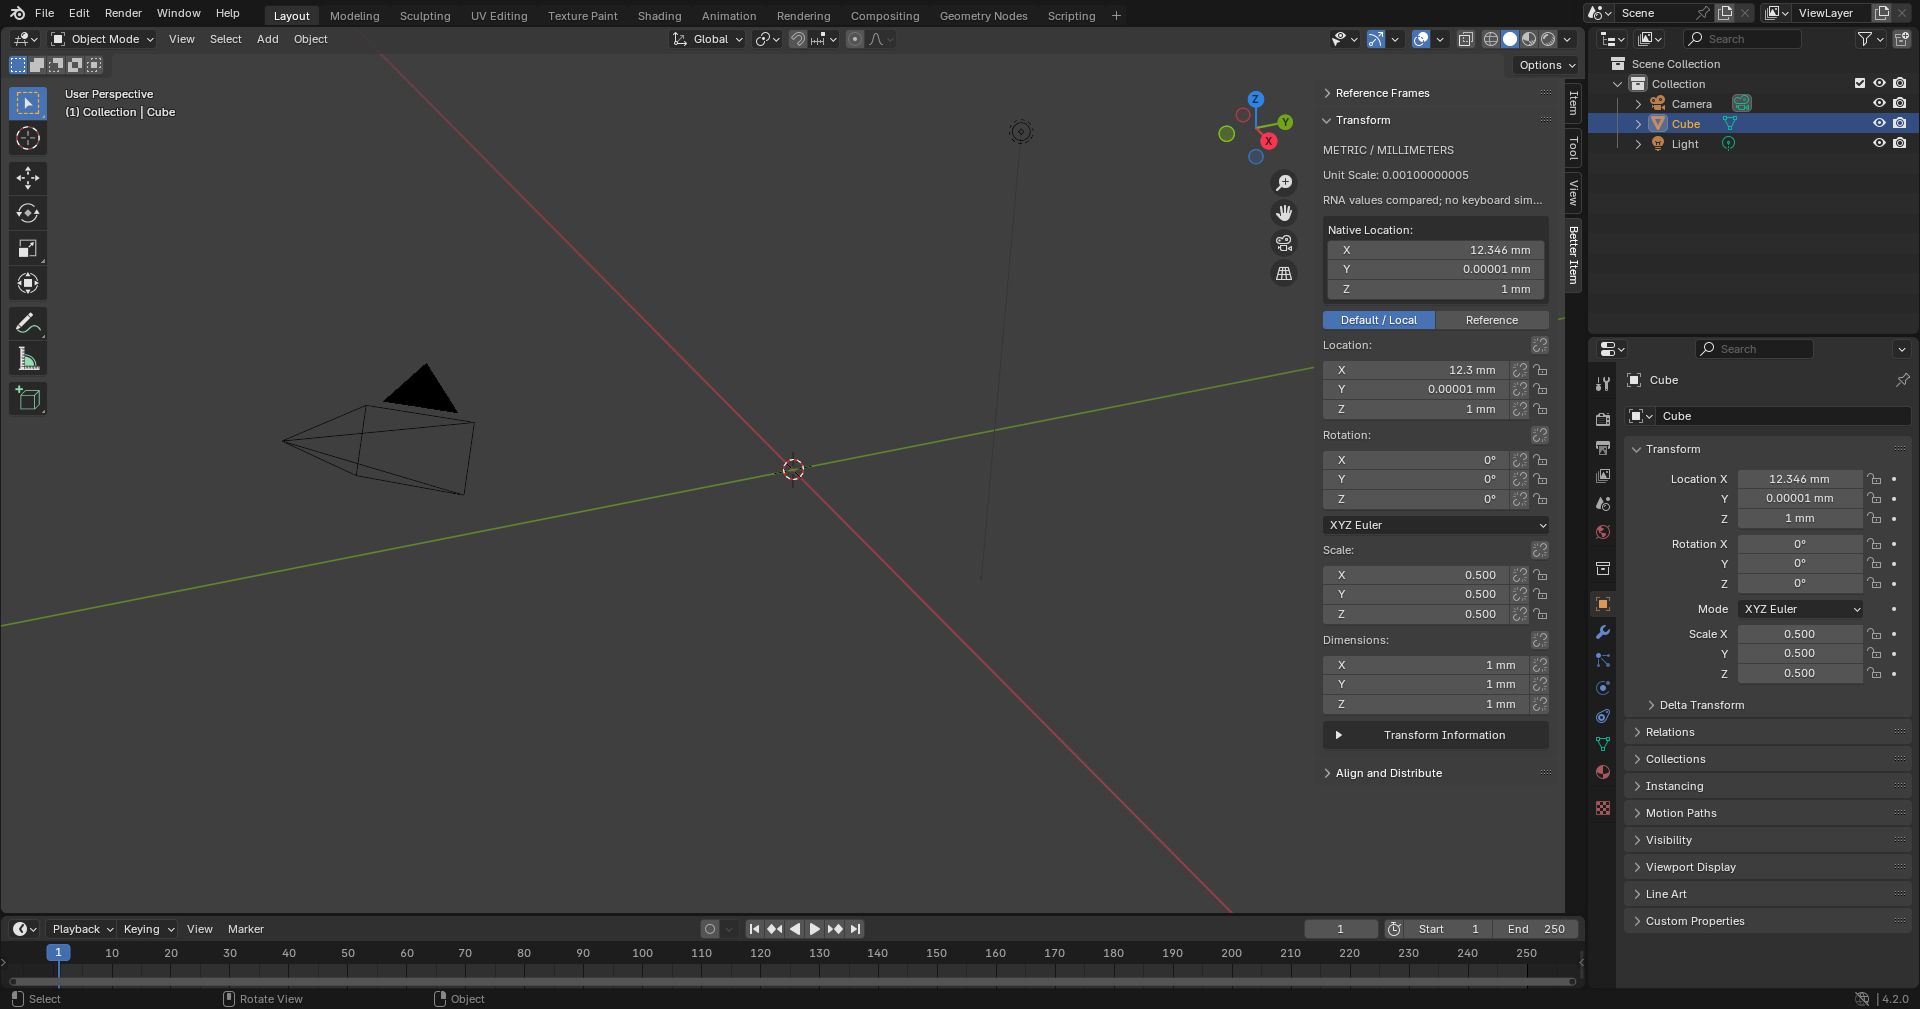 File Edit Render Window Help Layout Modeling Sculpting UV Editing Texture Paint Shading Animation Rendering Compositing Geometry Nodes Scripting + Scene ViewLayer
Object Mode View Select Add Object Global Search
Options
User Perspective
(1) Collection | Cube
Z
Y
X
Reference Frames
Transform
METRIC / MILLIMETERS
Unit Scale: 0.00100000005
RNA values compared; no keyboard sim...
Native Location:
X 12.346 mm
Y 0.00001 mm
Z 1 mm
Default / Local Reference
Location:
X 12.3 mm
Y 0.00001 mm
Z 1 mm
Rotation:
X 0°
Y 0°
Z 0°
XYZ Euler
Scale:
X 0.500
Y 0.500
Z 0.500
Dimensions:
X 1 mm
Y 1 mm
Z 1 mm
Transform Information
Align and Distribute
Item
Tool
View
Better Item
Scene Collection
Collection
Camera
Cube
Light
Search
Cube
Cube
Transform
Location X 12.346 mm
Y 0.00001 mm
Z 1 mm
Rotation X 0°
Y 0°
Z 0°
Mode XYZ Euler
Scale X 0.500
Y 0.500
Z 0.500
Delta Transform
Relations
Collections
Instancing
Motion Paths
Visibility
Viewport Display
Line Art
Custom Properties
Playback Keying View Marker 1 Start 1 End 250
1 10 20 30 40 50 60 70 80 90 100 110 120 130 140 150 160 170 180 190 200 210 220 230 240 250
Select Rotate View Object 4.2.0